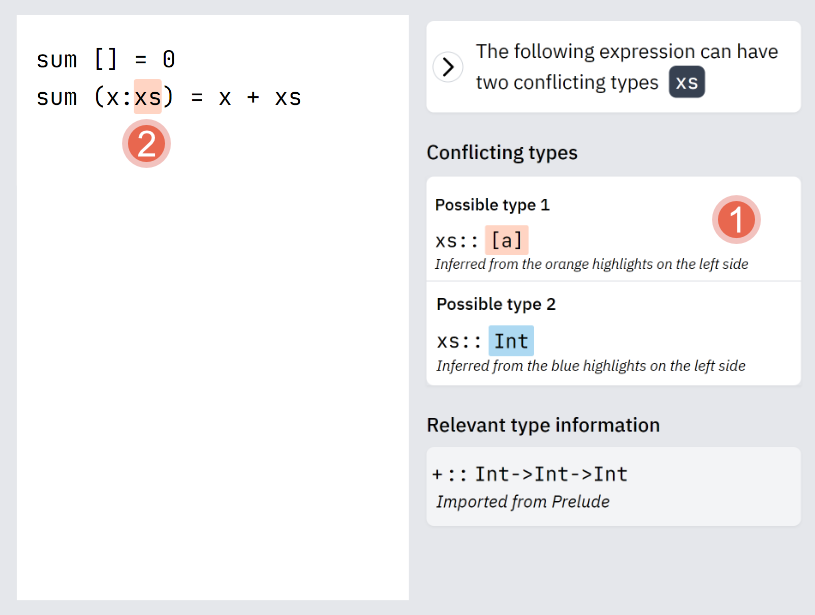 sum [] = 0
sum (x:xs) = x + xs
2
The following expression can have
two conflicting types xs
Conflicting types
Possible type 1
1
xs:: [a]
Inferred from the orange highlights on the left side
Possible type 2
xs:: Int
Inferred from the blue highlights on the left side
Relevant type information
+:: Int->Int->Int
Imported from Prelude